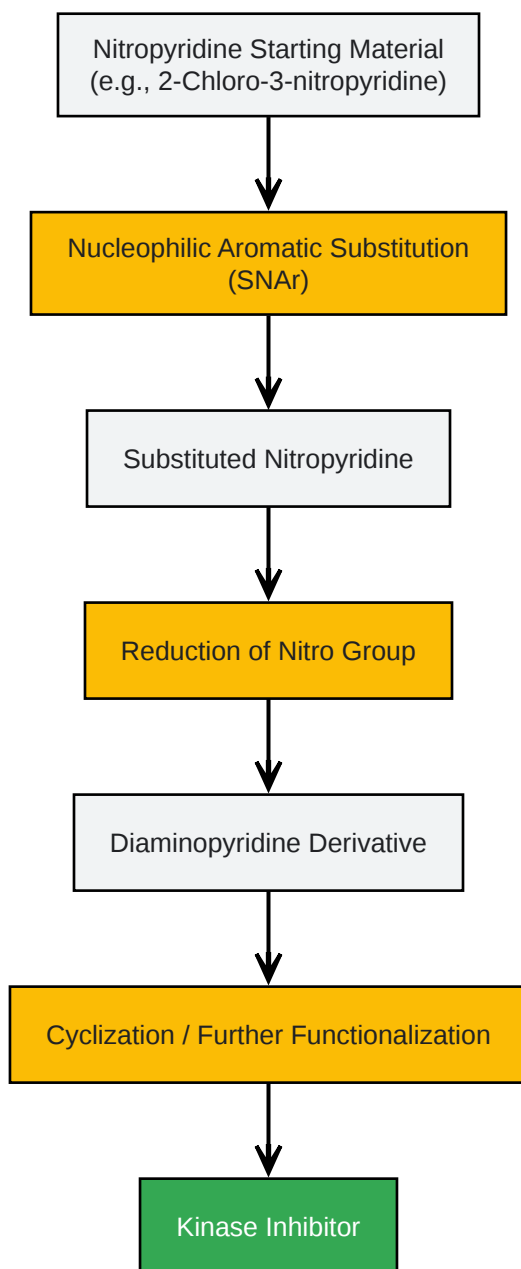 Nitropyridine Starting Material
(e.g., 2-Chloro-3-nitropyridine)
Nucleophilic Aromatic Substitution
(SNAr)
Substituted Nitropyridine
Reduction of Nitro Group
Diaminopyridine Derivative
Cyclization / Further Functionalization
Kinase Inhibitor